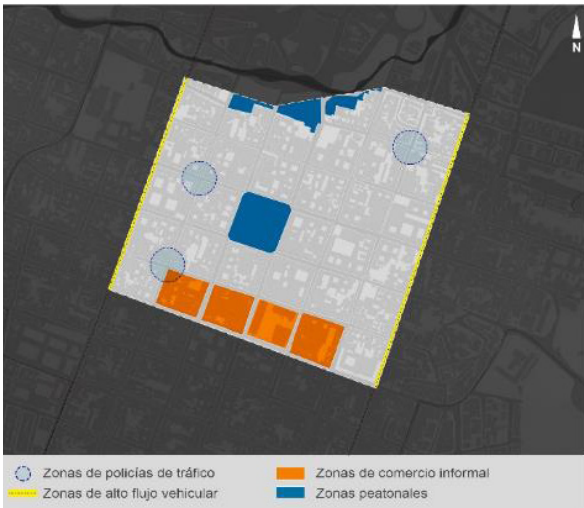 N
Zonas de policías de tráfico
Zonas de comercio informal
Zonas de alto flujo vehicular
Zonas peatonales